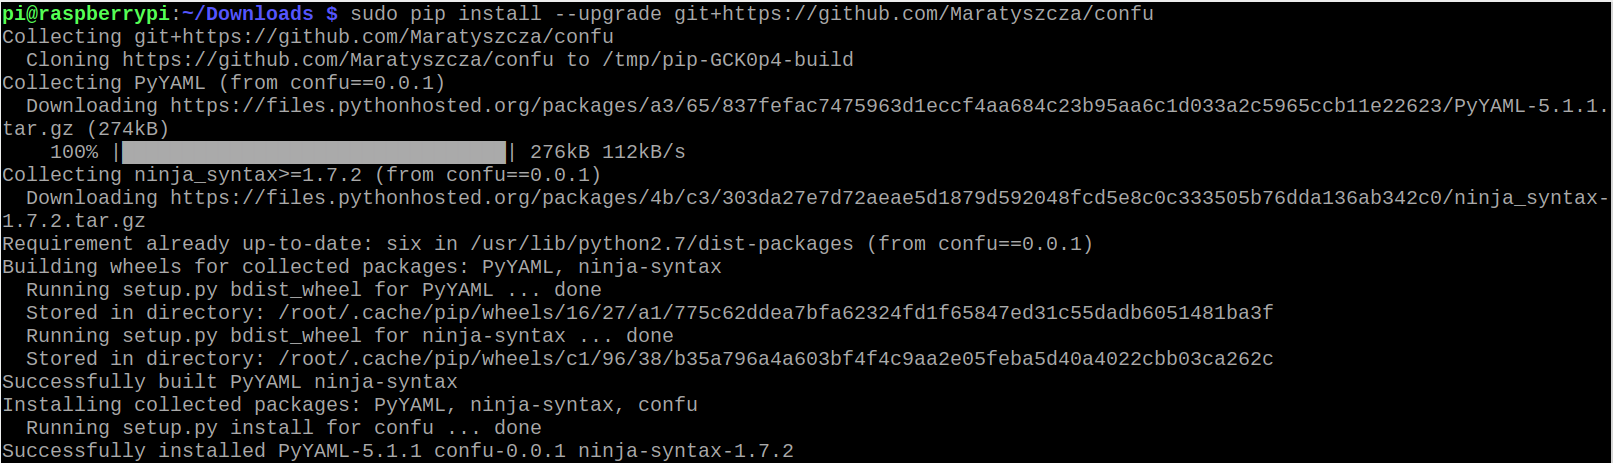 pi@raspberrypi:~/Downloads $ sudo pip install --upgrade git+https://github.com/Maratyszcza/confu
Collecting git+https://github.com/Maratyszcza/confu
  Cloning https://github.com/Maratyszcza/confu to /tmp/pip-GCK0p4-build
Collecting PyYAML (from confu==0.0.1)
  Downloading https://files.pythonhosted.org/packages/a3/65/837fefac7475963d1eccf4aa684c23b95aa6c1d033a2c5965ccb11e22623/PyYAML-5.1.1.
tar.gz (274kB)
    100% |████████████████████████████████| 276kB 112kB/s
Collecting ninja_syntax>=1.7.2 (from confu==0.0.1)
  Downloading https://files.pythonhosted.org/packages/4b/c3/303da27e7d72aeae5d1879d592048fcd5e8c0c333505b76dda136ab342c0/ninja_syntax-
1.7.2.tar.gz
Requirement already up-to-date: six in /usr/lib/python2.7/dist-packages (from confu==0.0.1)
Building wheels for collected packages: PyYAML, ninja-syntax
  Running setup.py bdist_wheel for PyYAML ... done
  Stored in directory: /root/.cache/pip/wheels/16/27/a1/775c62ddea7bfa62324fd1f65847ed31c55dadb6051481ba3f
  Running setup.py bdist_wheel for ninja-syntax ... done
  Stored in directory: /root/.cache/pip/wheels/c1/96/38/b35a796a4a603bf4f4c9aa2e05feba5d40a4022cbb03ca262c
Successfully built PyYAML ninja-syntax
Installing collected packages: PyYAML, ninja-syntax, confu
  Running setup.py install for confu ... done
Successfully installed PyYAML-5.1.1 confu-0.0.1 ninja-syntax-1.7.2